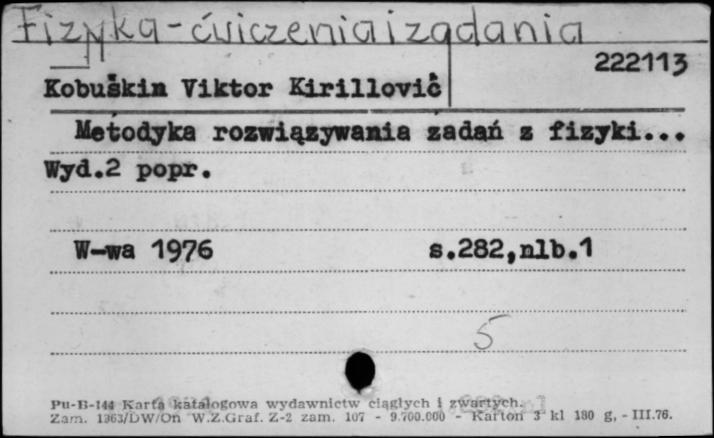 Fizyka - ćwiczenia i zadania
222113
Kobuškin Viktor Kirillovič
Metodyka rozwiązywania zadąń z fizyki...
Wyd.2 popr.
W-wa 1976 s.282,nlb.1
5
Pu-B-144 Karta katalogowa wydawnictw ciągłych i zwartych.
Zam. 1363/DW/On W.Z.Graf. Z-2 zam. 107 - 9.700.000 - Karton 3 kl 180 g, - III.76.